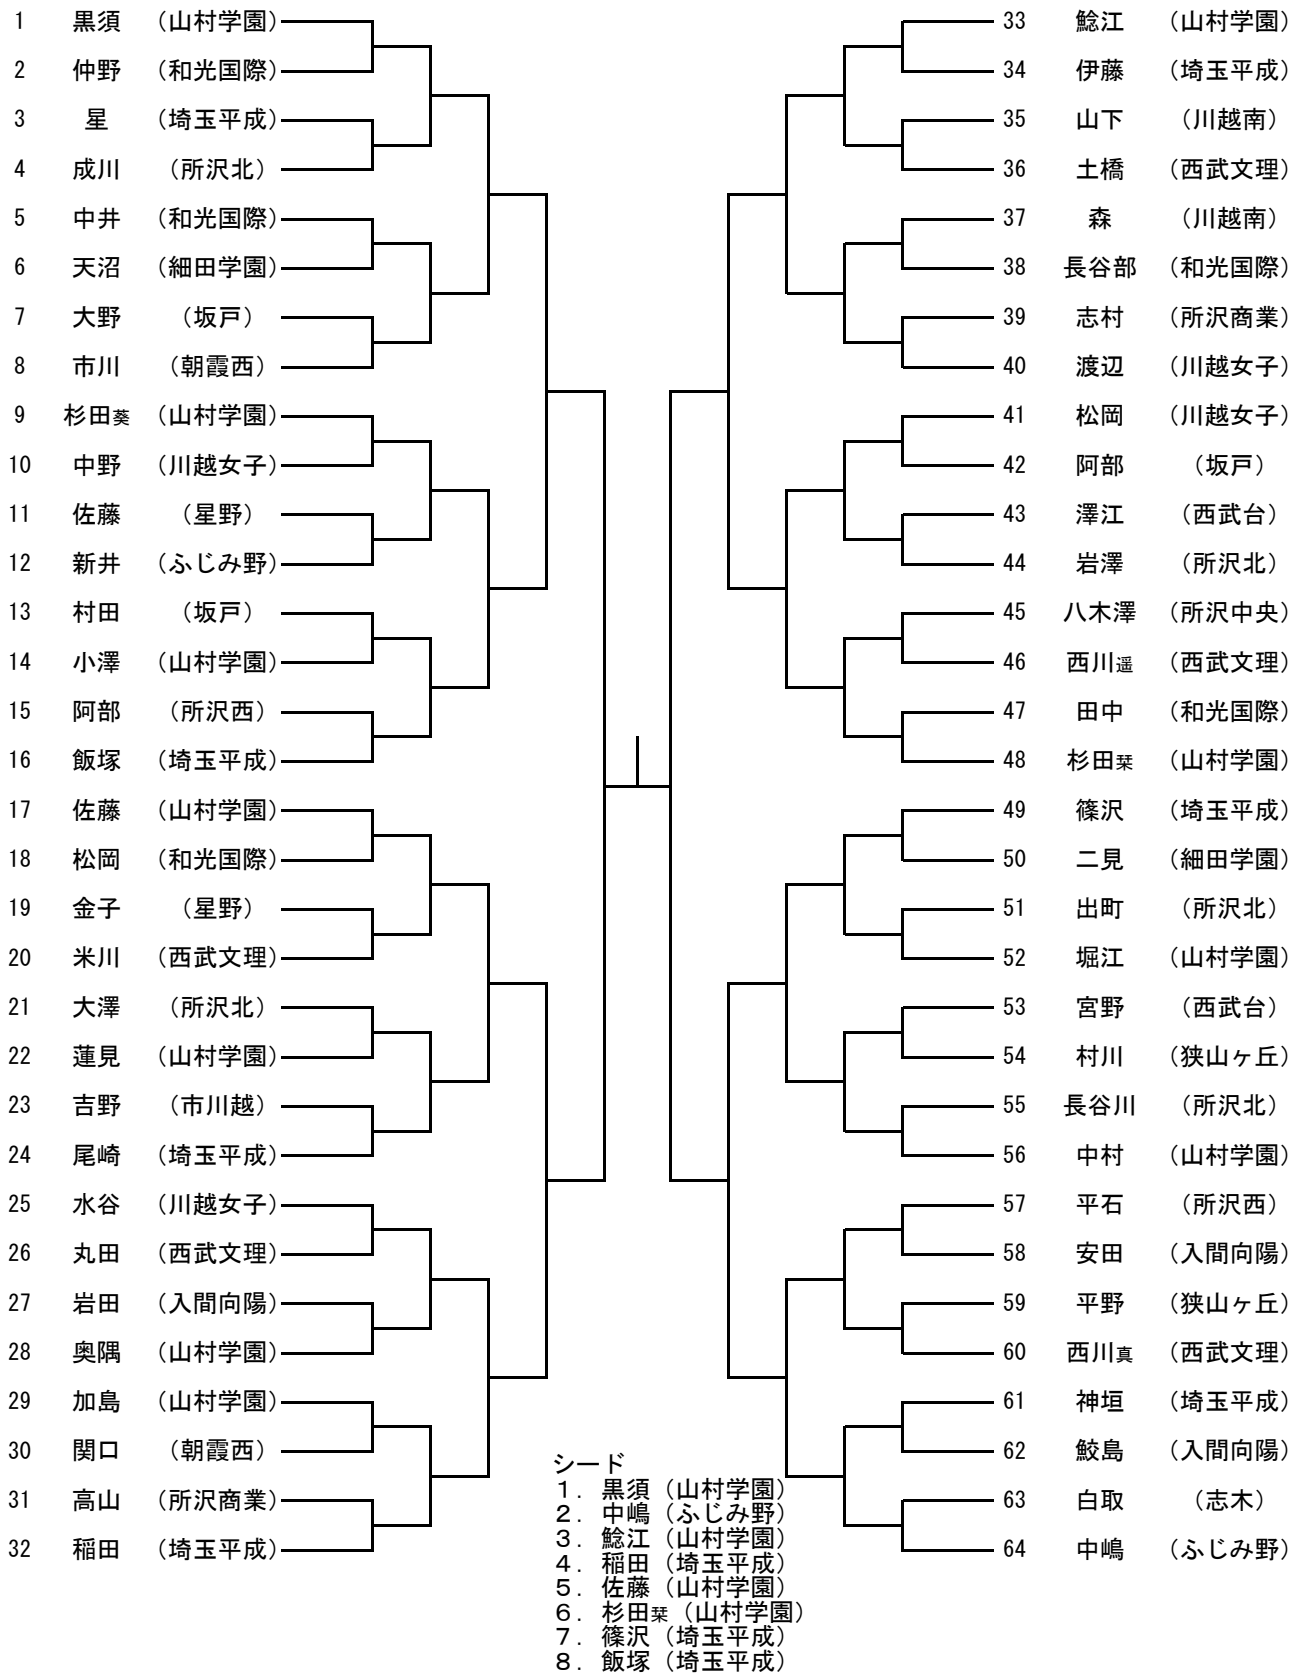 1 黒須 （山村学園）
2 仲野 （和光国際）
3 星 （埼玉平成）
4 成川 （所沢北）
5 中井 （和光国際）
6 天沼 （細田学園）
7 大野 （坂戸）
8 市川 （朝霞西）
9 杉田葵 （山村学園）
10 中野 （川越女子）
11 佐藤 （星野）
12 新井 （ふじみ野）
13 村田 （坂戸）
14 小澤 （山村学園）
15 阿部 （所沢西）
16 飯塚 （埼玉平成）
17 佐藤 （山村学園）
18 松岡 （和光国際）
19 金子 （星野）
20 米川 （西武文理）
21 大澤 （所沢北）
22 蓮見 （山村学園）
23 吉野 （市川越）
24 尾崎 （埼玉平成）
25 水谷 （川越女子）
26 丸田 （西武文理）
27 岩田 （入間向陽）
28 奥隅 （山村学園）
29 加島 （山村学園）
30 関口 （朝霞西）
31 高山 （所沢商業）
32 稲田 （埼玉平成）
33 鯰江 （山村学園）
34 伊藤 （埼玉平成）
35 山下 （川越南）
36 土橋 （西武文理）
37 森 （川越南）
38 長谷部 （和光国際）
39 志村 （所沢商業）
40 渡辺 （川越女子）
41 松岡 （川越女子）
42 阿部 （坂戸）
43 澤江 （西武台）
44 岩澤 （所沢北）
45 八木澤 （所沢中央）
46 西川遥 （西武文理）
47 田中 （和光国際）
48 杉田栞 （山村学園）
49 篠沢 （埼玉平成）
50 二見 （細田学園）
51 出町 （所沢北）
52 堀江 （山村学園）
53 宮野 （西武台）
54 村川 （狭山ヶ丘）
55 長谷川 （所沢北）
56 中村 （山村学園）
57 平石 （所沢西）
58 安田 （入間向陽）
59 平野 （狭山ヶ丘）
60 西川真 （西武文理）
61 神垣 （埼玉平成）
62 鮫島 （入間向陽）
63 白取 （志木）
64 中嶋 （ふじみ野）
シード
１．黒須（山村学園）
２．中嶋（ふじみ野）
３．鯰江（山村学園）
４．稲田（埼玉平成）
５．佐藤（山村学園）
６．杉田栞（山村学園）
７．篠沢（埼玉平成）
８．飯塚（埼玉平成）